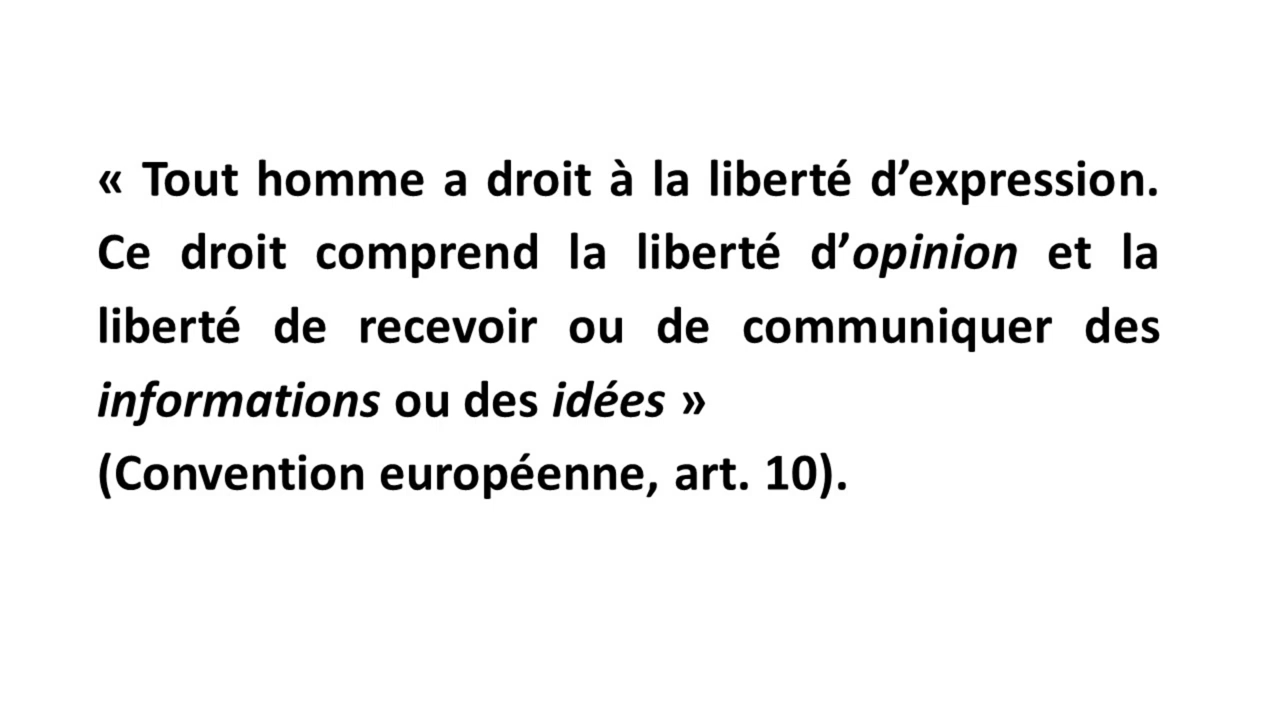 « Tout homme a droit à la liberté d’expression.
Ce droit comprend la liberté d’opinion et la
liberté de recevoir ou de communiquer des
informations ou des idées »
(Convention européenne, art. 10).